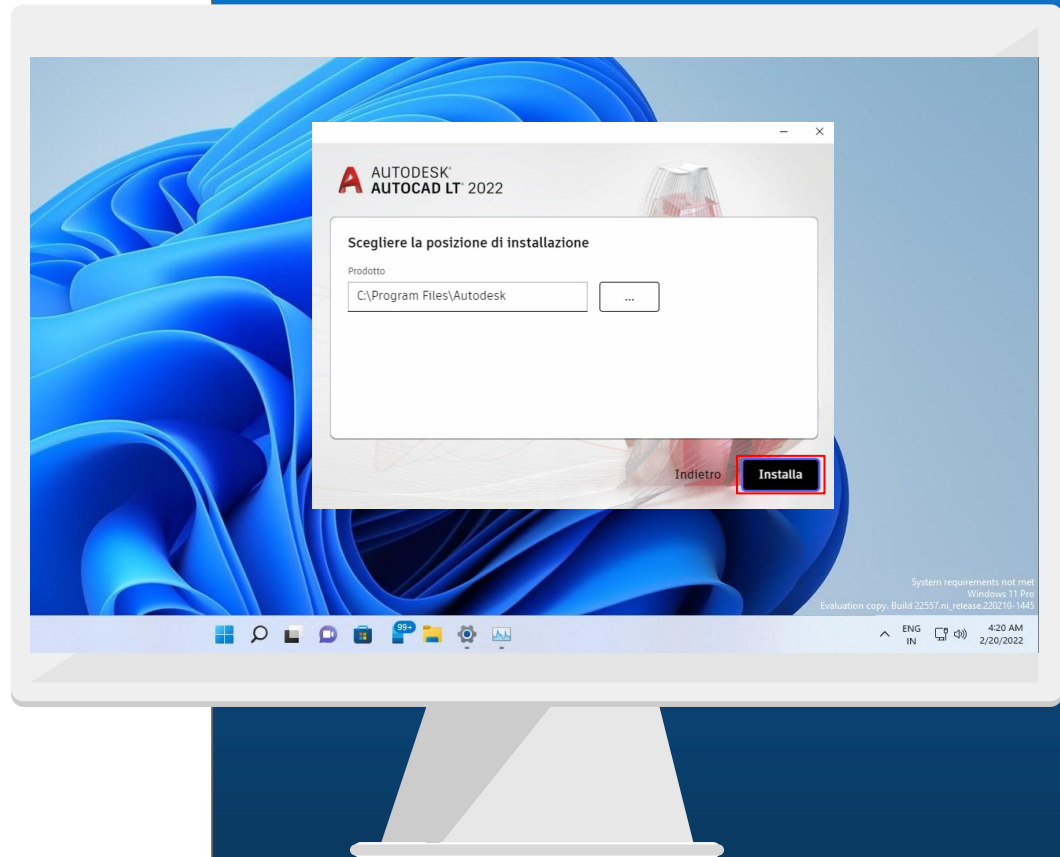 AUTODESK®
AUTOCAD LT® 2022
Scegliere la posizione di installazione
Prodotto
C:\Program Files\Autodesk
...
Indietro
Installa
System requirements not met
Windows 11 Pro
Evaluation copy. Build 22557.ni_release.220210-1445
99+
ENG
IN
4:20 AM
2/20/2022